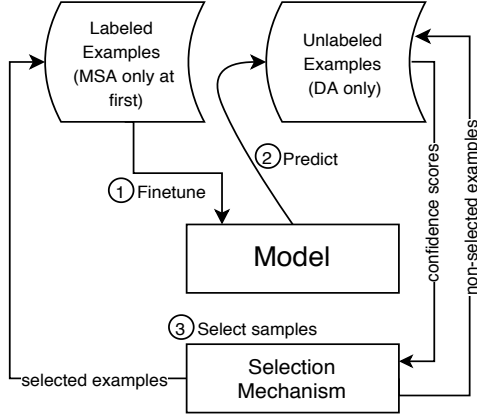 Labeled
Examples
(MSA only at
first)
Unlabeled
Examples
(DA only)
2 Predict
1 Finetune
Model
confidence scores
non-selected examples
3 Select samples
selected examples
Selection
Mechanism